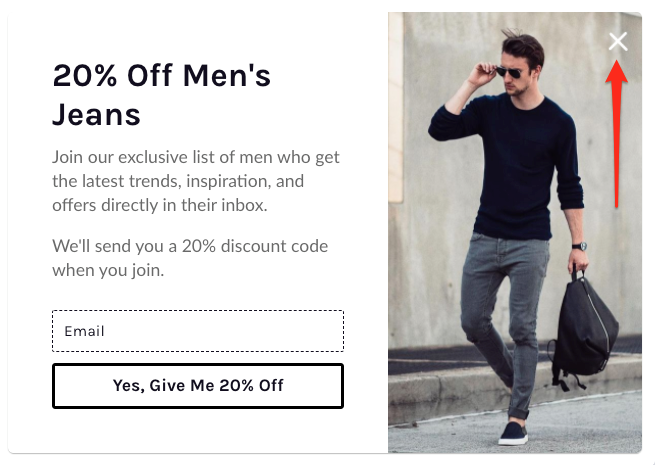 20% Off Men's
Jeans
Join our exclusive list of men who get
the latest trends, inspiration, and
offers directly in their inbox.
We'll send you a 20% discount code
when you join.
Email
Yes, Give Me 20% Off